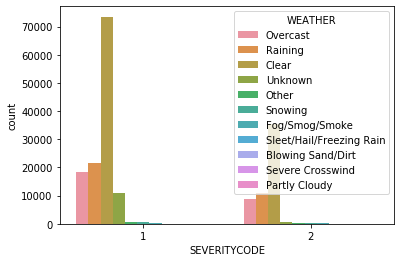 WEATHER
Overcast
Raining
Clear
Unknown
Other
Snowing
Fog/Smog/Smoke
Sleet/Hail/Freezing Rain
Blowing Sand/Dirt
Severe Crosswind
Partly Cloudy
70000
60000
50000
40000
30000
20000
10000
0
count
1 2
SEVERITYCODE